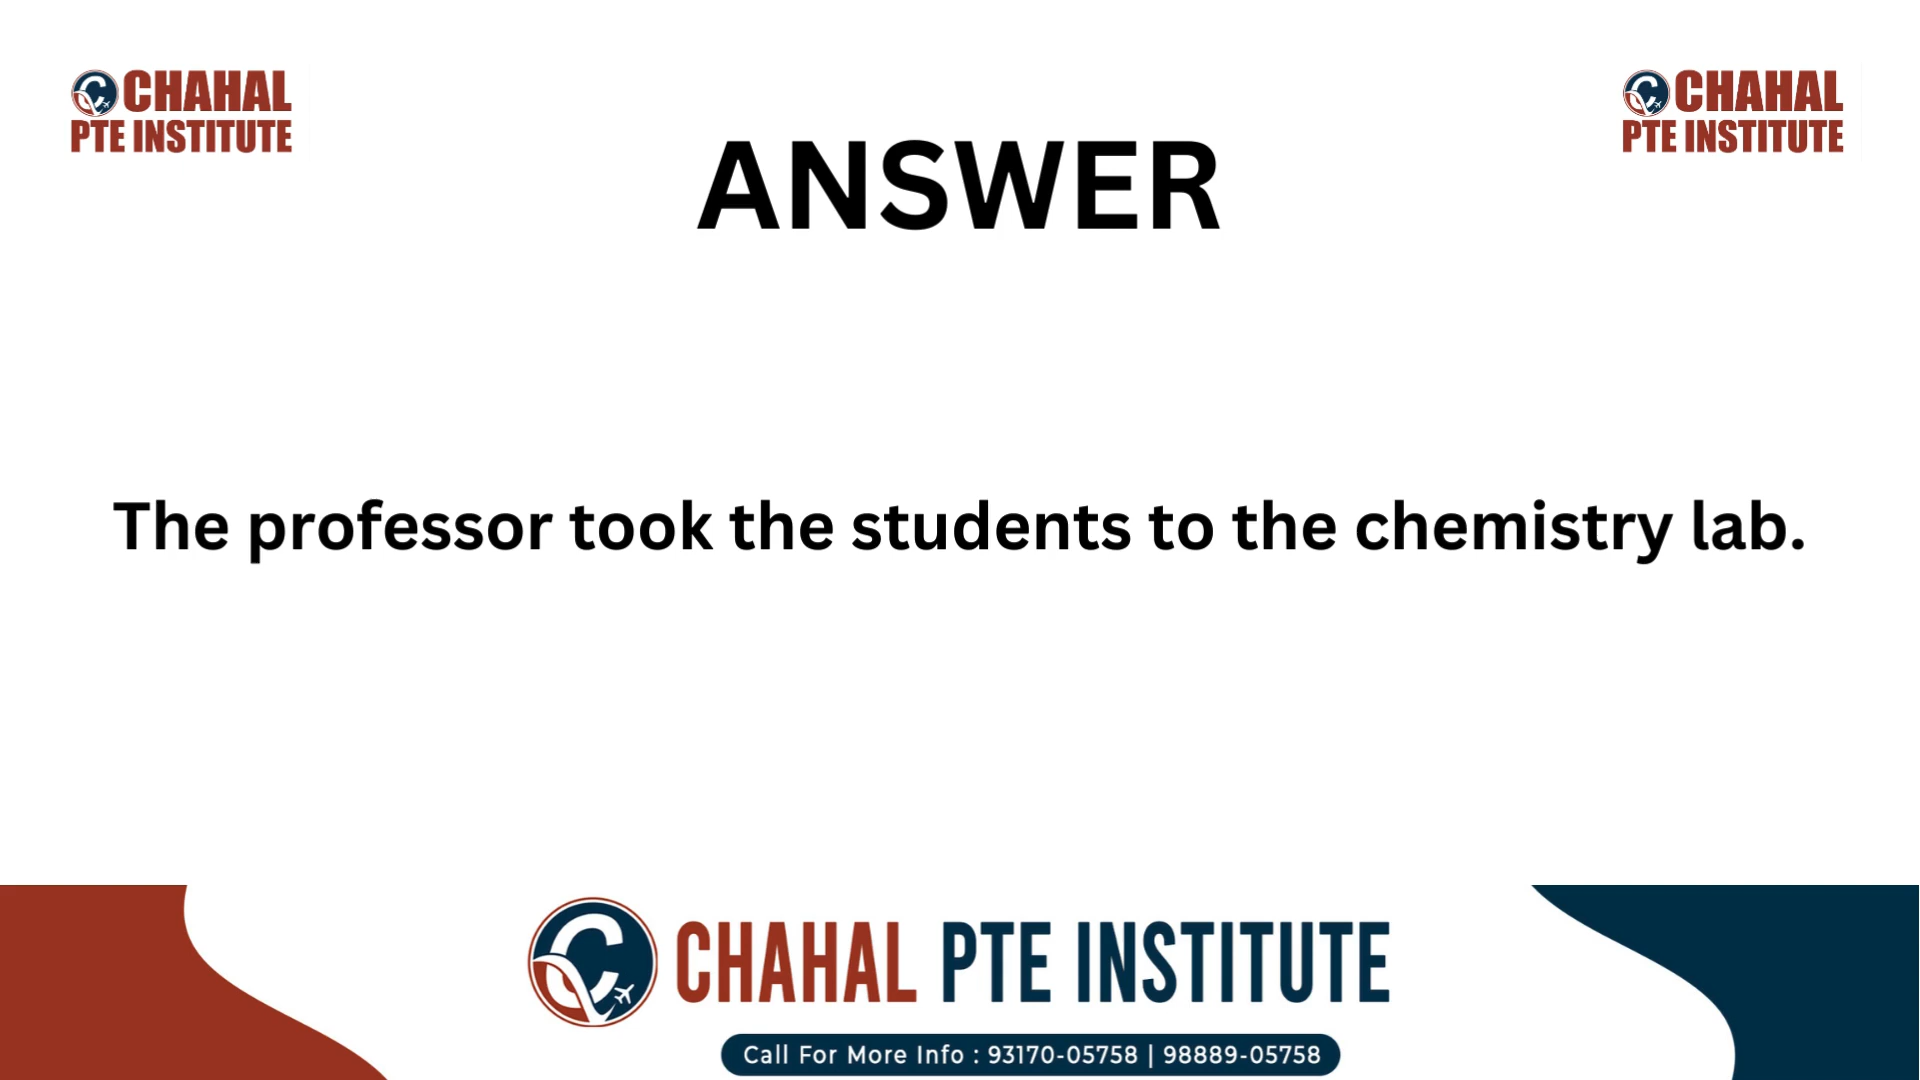 CHAHAL
PTE INSTITUTE
CHAHAL
PTE INSTITUTE
ANSWER
The professor took the students to the chemistry lab.
CHAHAL PTE INSTITUTE
Call For More Info : 93170-05758 | 98889-05758